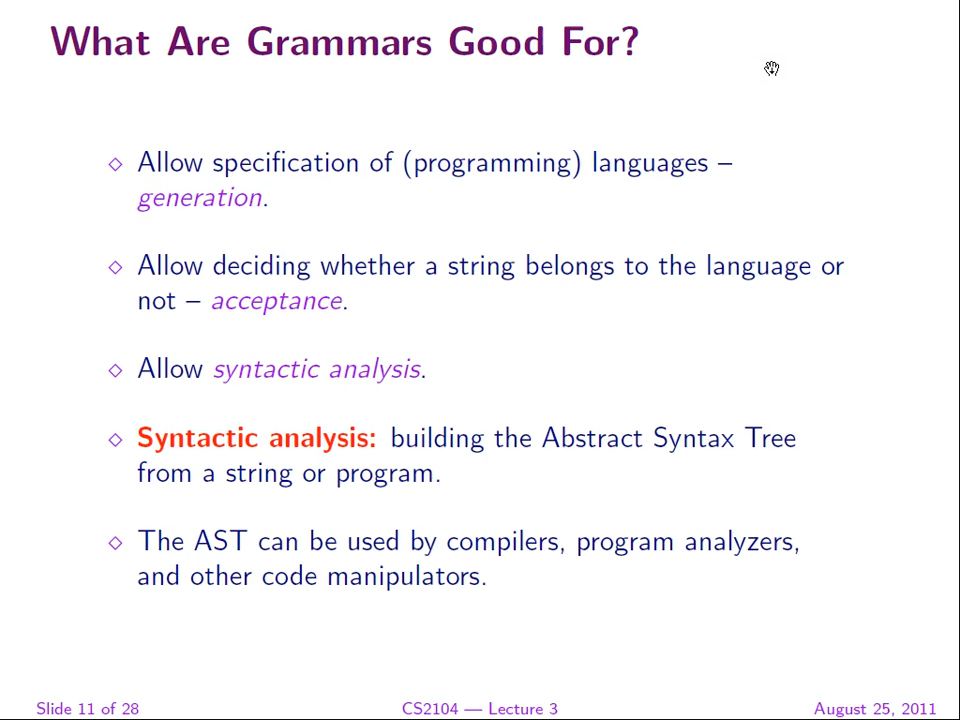 What Are Grammars Good For?
◇ Allow specification of (programming) languages –
generation.
◇ Allow deciding whether a string belongs to the language or
not – acceptance.
◇ Allow syntactic analysis.
◇ Syntactic analysis: building the Abstract Syntax Tree
from a string or program.
◇ The AST can be used by compilers, program analyzers,
and other code manipulators.
Slide 11 of 28 CS2104 — Lecture 3 August 25, 2011